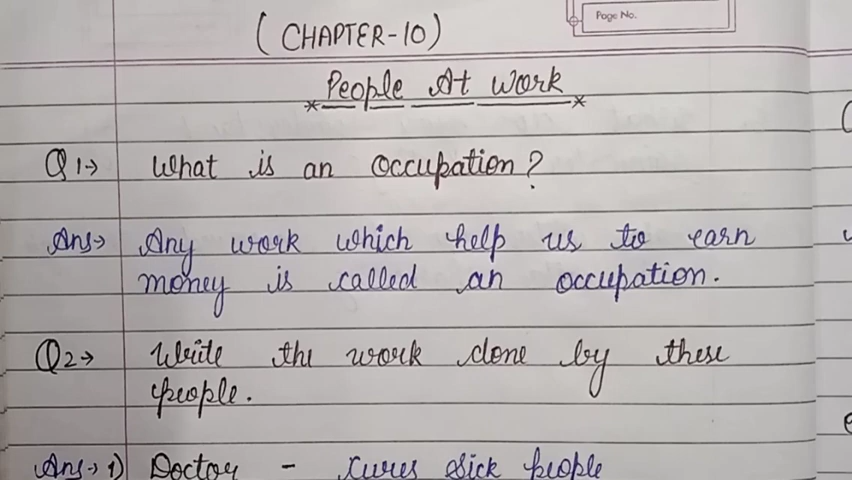 Page No.
(CHAPTER-10)
People At Work
Q1→ What is an occupation?
Ans→ Any work which help us to earn
money is called an occupation.
Q2→ Write the work done by these
people.
Ans→ 1) Doctor - cures sick people